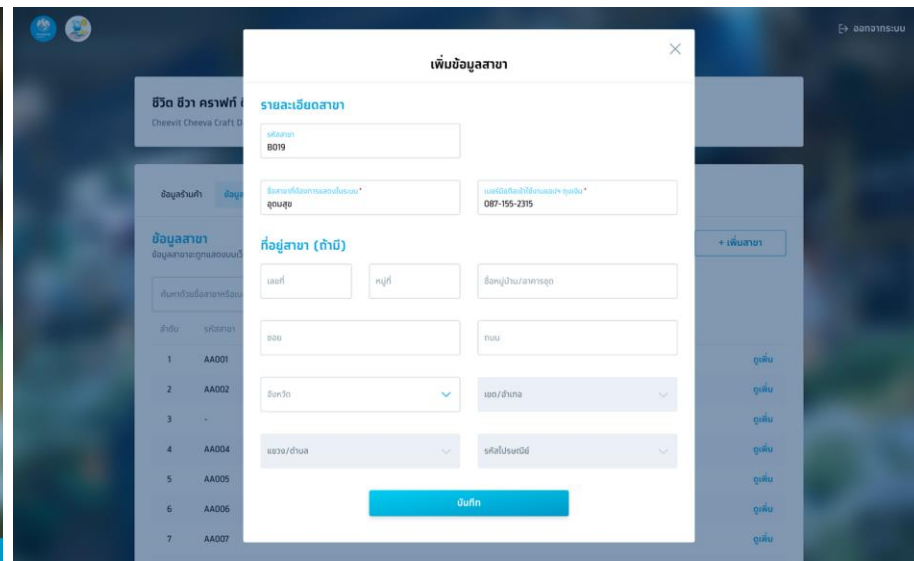 ออกจากระบบ
เพิ่มข้อมูลสาขา
ชีวิต ชีวา คราฟท์
Cheevit Cheeva Craft D
รายละเอียดสาขา
รหัสสาขา
B019
ข้อมูลร้านค้า
ชื่อสาขาที่ต้องการแสดงในระบบ*
อุดมสุข
เบอร์มือถือเข้าใช้งานแอปฯ ถุงเงิน*
087-155-2315
ข้อมูลสาขา
ที่อยู่สาขา (ถ้ามี)
+ เพิ่มสาขา
เลขที่
หมู่ที่
ชื่อหมู่บ้าน/อาคารชุด
ลำดับ รหัสสาขา
ซอย
ถนน
1 AA001 ดูเพิ่ม
2 AA002 ดูเพิ่ม
จังหวัด
เขต/อำเภอ
3 - ดูเพิ่ม
4 AA004 ดูเพิ่ม
แขวง/ตำบล
รหัสไปรษณีย์
5 AA005 ดูเพิ่ม
6 AA006 ดูเพิ่ม
บันทึก
7 AA007 ดูเพิ่ม